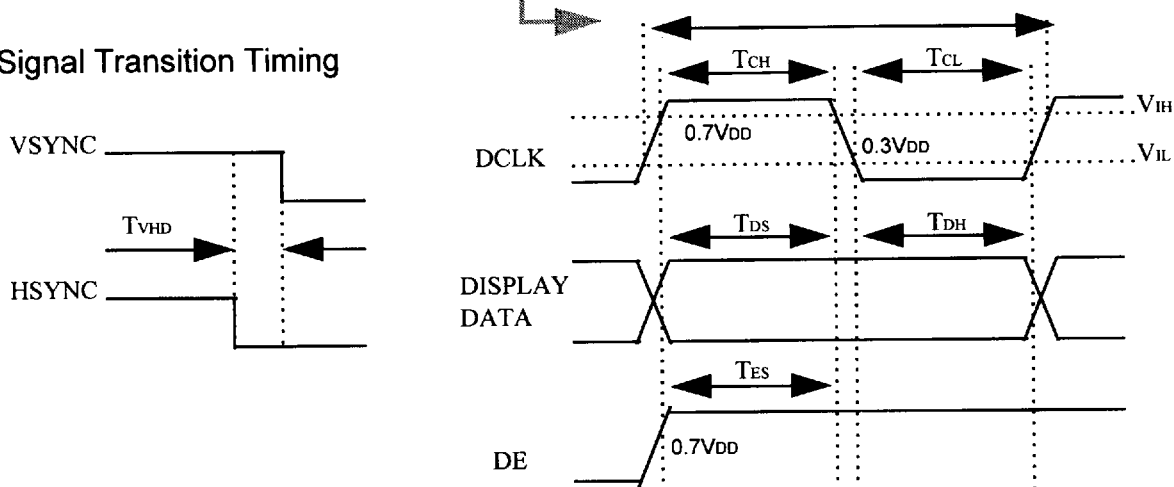 Signal Transition Timing
VSYNC
TVHD
HSYNC
TCH
TCL
VIH
0.7VDD
0.3VDD
DCLK
VIL
TDS
TDH
DISPLAY
DATA
TES
0.7VDD
DE